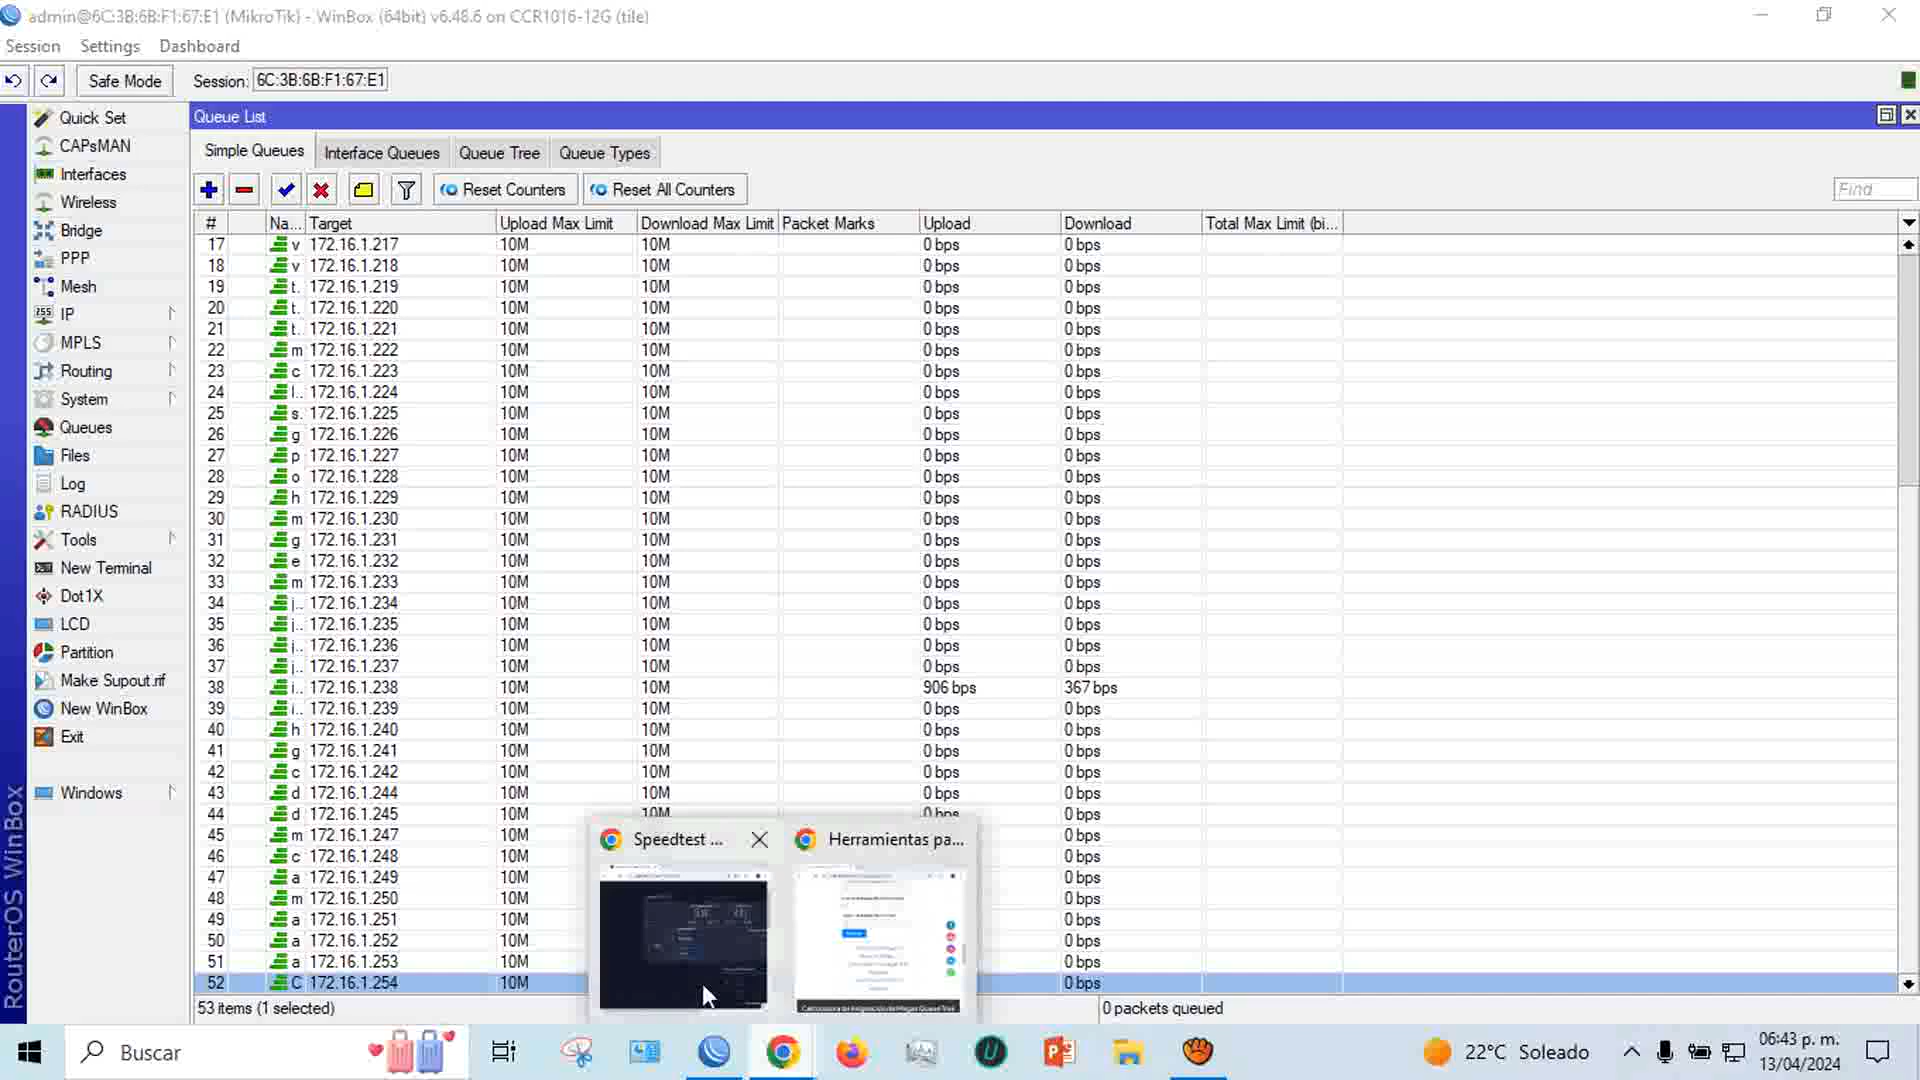 admin@6C:3B:6B:F1:67:E1 (MikroTik) - WinBox (64bit) v6.48.6 on CCR1016-12G (tile)
Session Settings Dashboard
Safe Mode Session: 6C:3B:6B:F1:67:E1
Quick Set
CAPsMAN
Interfaces
Wireless
Bridge
PPP
Mesh
IP
MPLS
Routing
System
Queues
Files
Log
RADIUS
Tools
New Terminal
Dot1X
LCD
Partition
Make Supout.rif
New WinBox
Exit
Windows
RouterOS WinBox
Queue List
Simple Queues Interface Queues Queue Tree Queue Types
Reset Counters Reset All Counters Find
# Na... Target Upload Max Limit Download Max Limit Packet Marks Upload Download Total Max Limit (bi...
17 v 172.16.1.217 10M 10M 0 bps 0 bps
18 v 172.16.1.218 10M 10M 0 bps 0 bps
19 t. 172.16.1.219 10M 10M 0 bps 0 bps
20 t. 172.16.1.220 10M 10M 0 bps 0 bps
21 t. 172.16.1.221 10M 10M 0 bps 0 bps
22 m 172.16.1.222 10M 10M 0 bps 0 bps
23 c 172.16.1.223 10M 10M 0 bps 0 bps
24 l.. 172.16.1.224 10M 10M 0 bps 0 bps
25 s. 172.16.1.225 10M 10M 0 bps 0 bps
26 g 172.16.1.226 10M 10M 0 bps 0 bps
27 p 172.16.1.227 10M 10M 0 bps 0 bps
28 o 172.16.1.228 10M 10M 0 bps 0 bps
29 h 172.16.1.229 10M 10M 0 bps 0 bps
30 m 172.16.1.230 10M 10M 0 bps 0 bps
31 g 172.16.1.231 10M 10M 0 bps 0 bps
32 e 172.16.1.232 10M 10M 0 bps 0 bps
33 m 172.16.1.233 10M 10M 0 bps 0 bps
34 j.. 172.16.1.234 10M 10M 0 bps 0 bps
35 j.. 172.16.1.235 10M 10M 0 bps 0 bps
36 j.. 172.16.1.236 10M 10M 0 bps 0 bps
37 j.. 172.16.1.237 10M 10M 0 bps 0 bps
38 i.. 172.16.1.238 10M 10M 906 bps 367 bps
39 i.. 172.16.1.239 10M 10M 0 bps 0 bps
40 h 172.16.1.240 10M 10M 0 bps 0 bps
41 g 172.16.1.241 10M 10M 0 bps 0 bps
42 c 172.16.1.242 10M 10M 0 bps 0 bps
43 d 172.16.1.244 10M 10M 0 bps 0 bps
44 d 172.16.1.245 10M 10M 0 bps 0 bps
45 m 172.16.1.247 10M 0 bps
46 c 172.16.1.248 10M 0 bps
47 a 172.16.1.249 10M 0 bps
48 m 172.16.1.250 10M 0 bps
49 a 172.16.1.251 10M 0 bps
50 a 172.16.1.252 10M 0 bps
51 a 172.16.1.253 10M 0 bps
52 C 172.16.1.254 10M 0 bps
53 items (1 selected) 0 packets queued
Speedtest ... Herramientas pa...
Calculadora de Asignación de Megas Queue Tree
Buscar
22°C Soleado
06:43 p. m.
13/04/2024